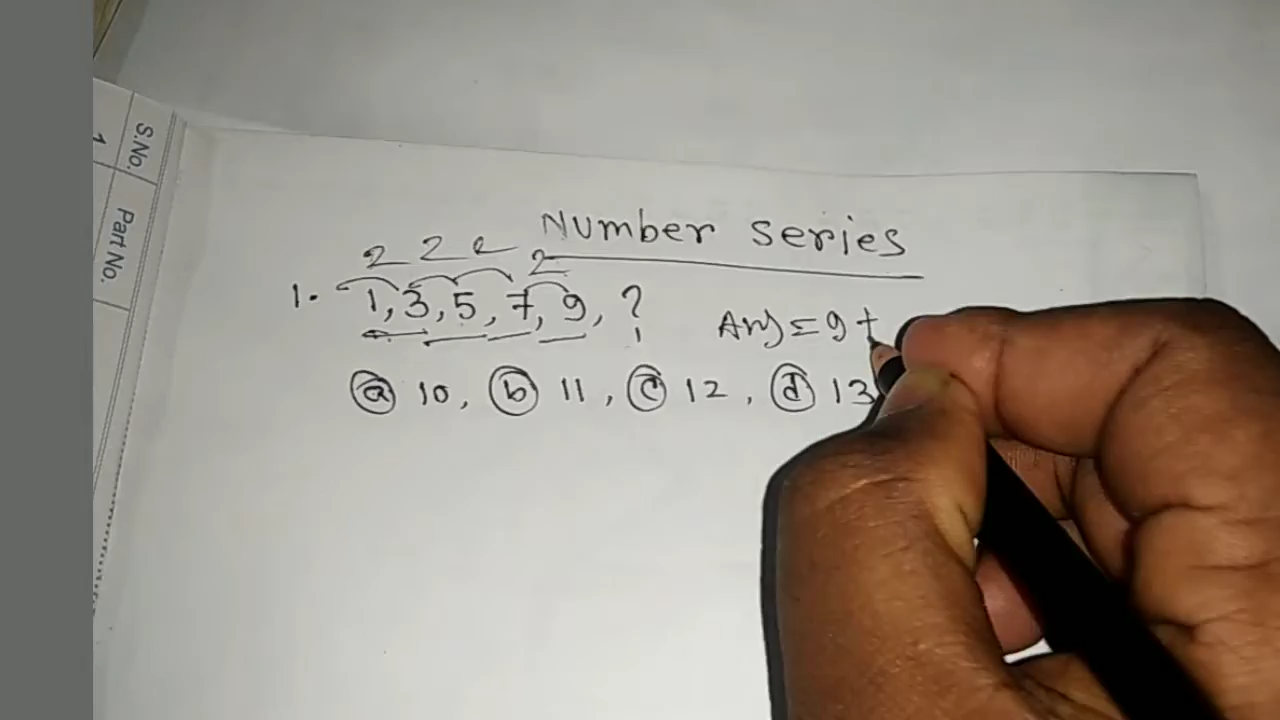 S.No.
1
Part No.
Number series
2 2 2 2
1. 1, 3, 5, 7, 9, ?
Ans = 9 +
(a) 10, (b) 11, (c) 12, (d) 13